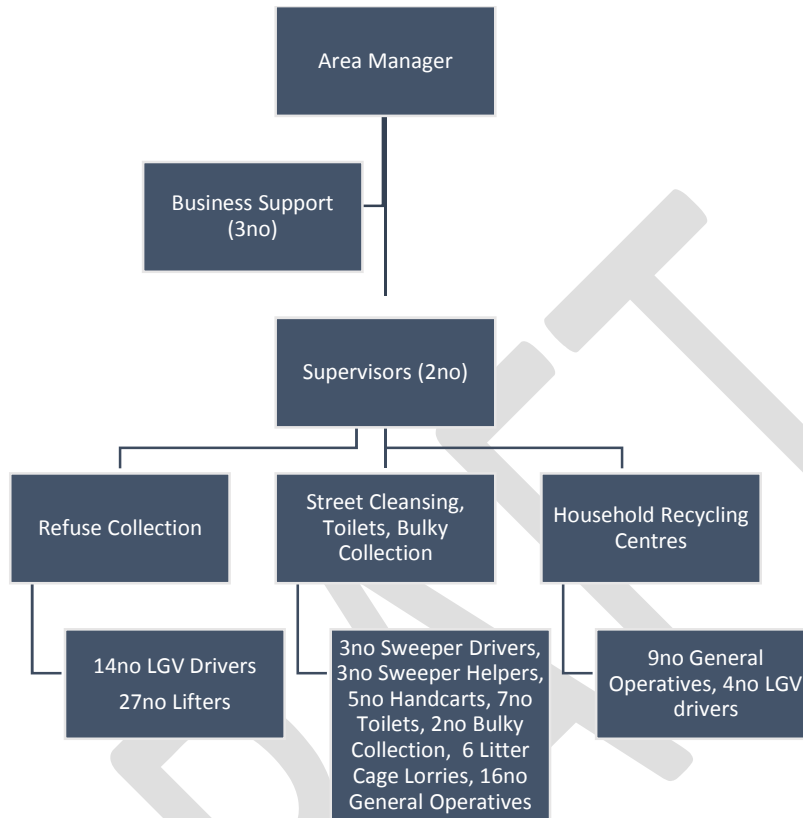 Area Manager
Business Support
(3no)
Supervisors (2no)
Refuse Collection
Street Cleansing,
Toilets, Bulky
Collection
Household Recycling
Centres
14no LGV Drivers
27no Lifters
3no Sweeper Drivers,
3no Sweeper Helpers,
5no Handcarts, 7no
Toilets, 2no Bulky
Collection,  6 Litter
Cage Lorries, 16no
General Operatives
9no General
Operatives, 4no LGV
drivers
DRAFT